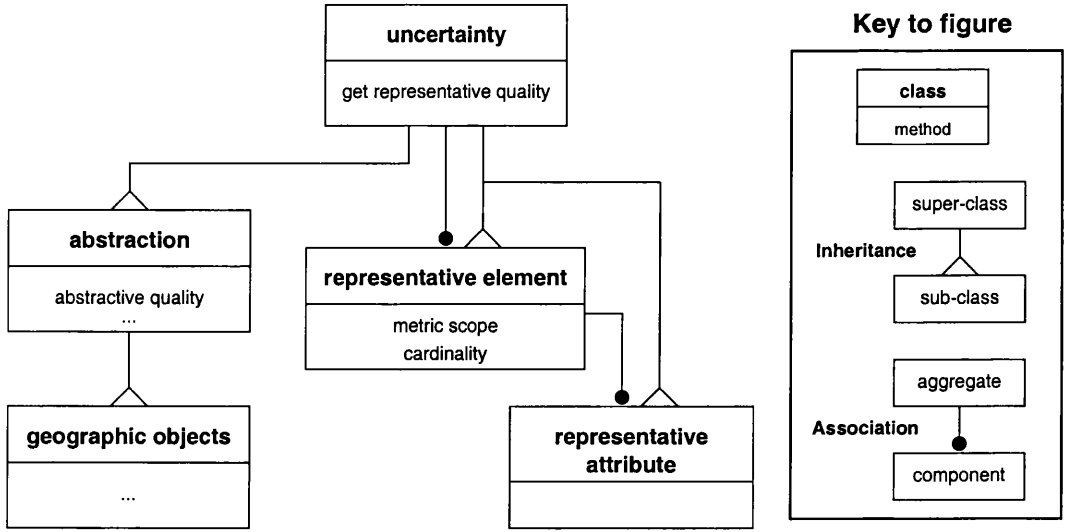 uncertainty
get representative quality
abstraction
abstractive quality
...
geographic objects
...
representative element
metric scope
cardinality
representative
attribute
Key to figure
class
method
super-class
Inheritance
sub-class
aggregate
Association
component